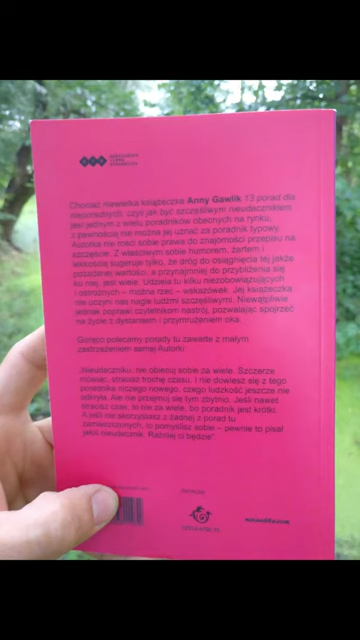 Chociaż niewielka książeczka Anny Gawlik 13 porad dla
nieporadnych, czyli jak być szczęśliwym nieudacznikiem
jest jednym z wielu poradników obecnych na rynku,
z pewnością nie można jej uznać za poradnik typowy.
Autorka nie rości sobie prawa do znajomości przepisu na
szczęście. Z właściwym sobie humorem, żartem i
lekkością sugeruje tylko, że dróg do osiągnięcia tej jakże
pożądanej wartości, a przynajmniej do przybliżenia się
ku niej, jest wiele. Udziela tu kilku niezobowiązujących
i ostrożnych – można rzec – wskazówek. Jej książeczka
nie uczyni nas nagle ludźmi szczęśliwymi. Niewątpliwie
jednak poprawi czytelnikom nastrój, pozwalając spojrzeć
na życie z dystansem i przymrużeniem oka.
Gorąco polecamy porady tu zawarte z małym
zastrzeżeniem samej Autorki:
„Nieudaczniku, nie obiecuj sobie za wiele. Szczerze
mówiąc, stracisz trochę czasu, i nie dowiesz się z tego
poradnika niczego nowego, czego ludzkość jeszcze nie
odkryła. Ale nie przejmuj się tym zbytnio. Jeśli nawet
stracisz czas, to nie za wiele, bo poradnik jest krótki.
A jeśli nie skorzystasz z żadnej z porad tu
zamieszczonych, to pomyślisz sobie – pewnie to pisał
jakiś nieudacznik. Raźniej ci będzie”.